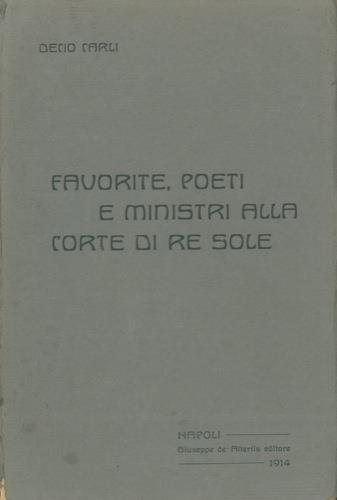 DECIO CARLI
FAVORITE, POETI
E MINISTRI ALLA
CORTE DI RE SOLE
NAPOLI
Giuseppe de Alteriis editore
1914